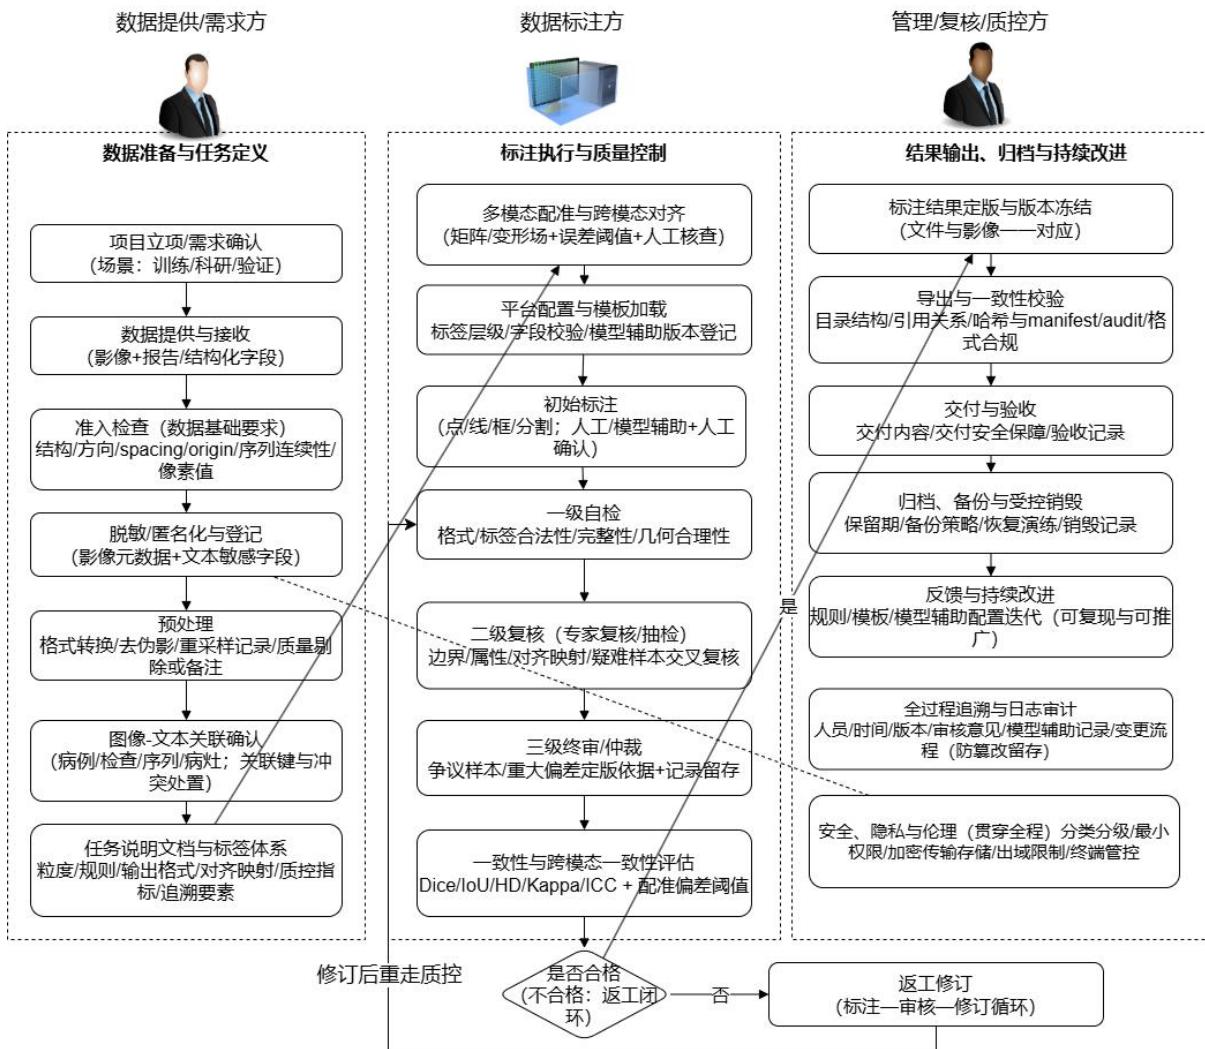 数据提供/需求方
数据准备与任务定义
项目立项/需求确认
（场景：训练/科研/验证）
数据提供与接收
（影像+报告/结构化字段）
准入检查（数据基础要求）
结构/方向/spacing/origin/序列连续性/
像素值
脱敏/匿名化与登记
（影像元数据+文本敏感字段）
预处理
格式转换/去伪影/重采样记录/质量剔
除或备注
图像-文本关联确认
（病例/检查/序列/病灶；关联键与冲
突处置）
任务说明文档与标签体系
粒度/规则/输出格式/对齐映射/质控指
标/追溯要素
数据标注方
标注执行与质量控制
多模态配准与跨模态对齐
（矩阵/变形场+误差阈值+人工核查）
平台配置与模板加载
标签层级/字段校验/模型辅助版本登记
初始标注
（点/线/框/分割；人工/模型辅助+人工
确认）
一级自检
格式/标签合法性/完整性/几何合理性
二级复核（专家复核/抽检）
边界/属性/对齐映射/疑难样本交叉复核
三级终审/仲裁
争议样本/重大偏差定版依据+记录留存
一致性与跨模态一致性评估
Dice/IoU/HD/Kappa/ICC + 配准偏差阈值
是否合格
（不合格：返工闭
环）
修订后重走质控
否
是
返工修订
（标注—审核—修订循环）
管理/复核/质控方
结果输出、归档与持续改进
标注结果定版与版本冻结
（文件与影像一一对应）
导出与一致性校验
目录结构/引用关系/哈希与manifest/audit/格
式合规
交付与验收
交付内容/交付安全保障/验收记录
归档、备份与受控销毁
保留期/备份策略/恢复演练/销毁记录
反馈与持续改进
规则/模板/模型辅助配置迭代（可复现与可推
广）
全过程追溯与日志审计
人员/时间/版本/审核意见/模型辅助记录/变更流
程（防篡改留存）
安全、隐私与伦理（贯穿全程）分类分级/最小
权限/加密传输存储/出域限制/终端管控